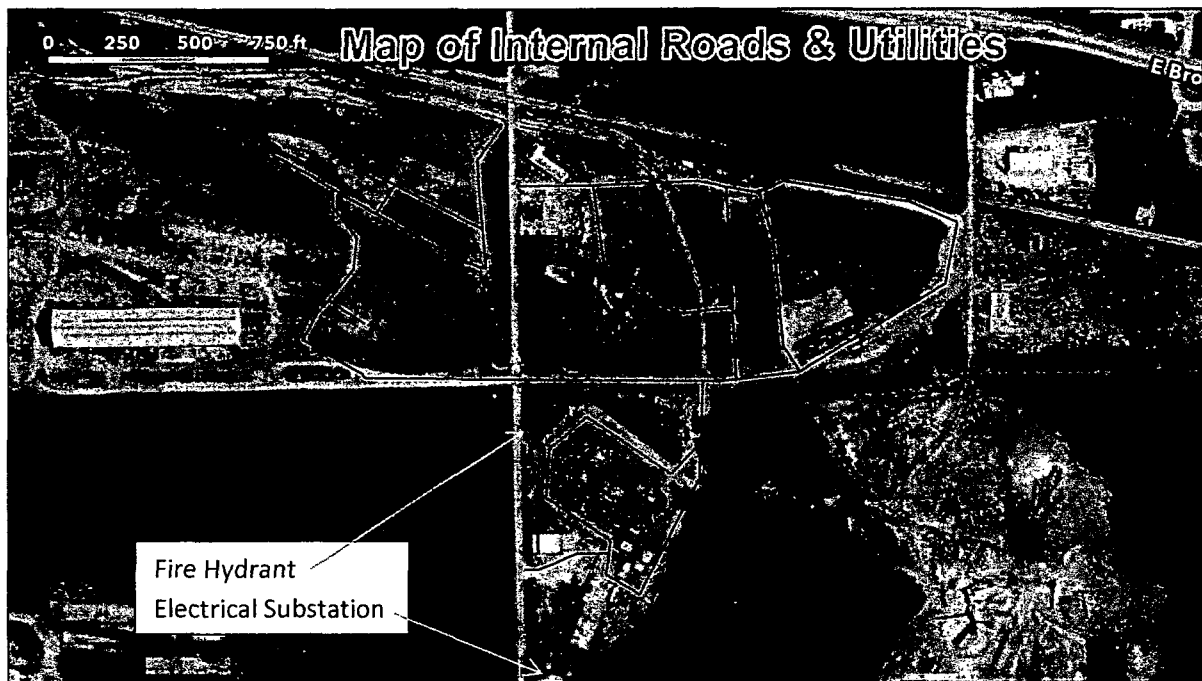 0 250 500 750 ft
Map of Internal Roads & Utilities
E Bro
Fire Hydrant
Electrical Substation